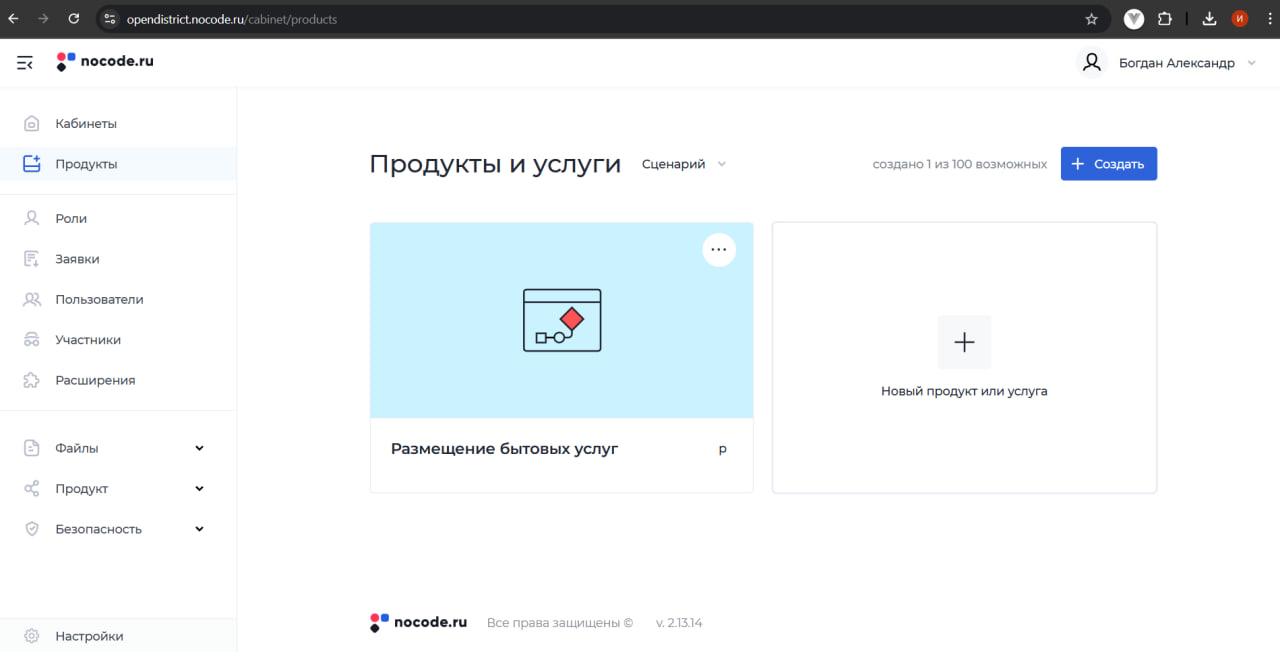 opendistrict.nocode.ru/cabinet/products
И
nocode.ru
Богдан Александр
Кабинеты
Продукты
Роли
Заявки
Пользователи
Участники
Расширения
Файлы
Продукт
Безопасность
Настройки
Продукты и услуги
Сценарий
создано 1 из 100 возможных
Создать
Размещение бытовых услуг
р
Новый продукт или услуга
nocode.ru
Все права защищены ©
v. 2.13.14